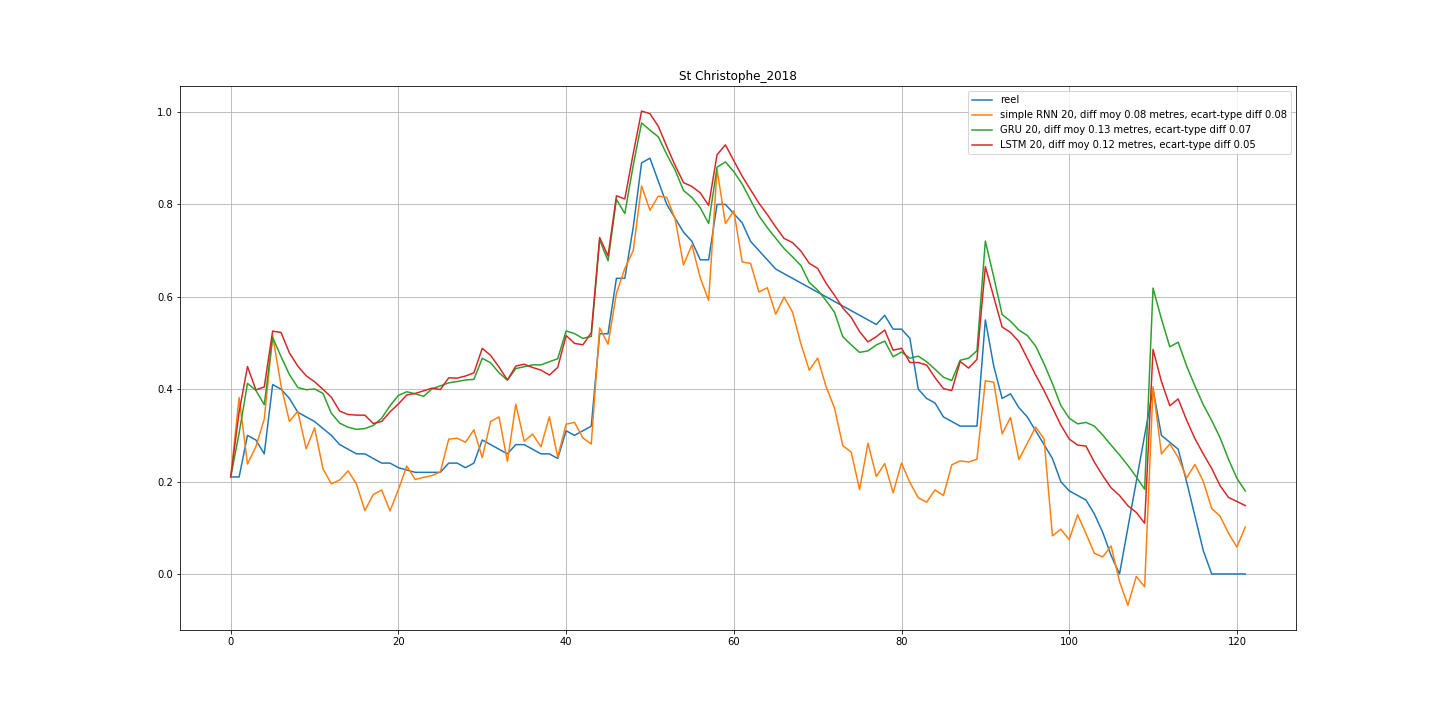 St Christophe_2018
reel
simple RNN 20, diff moy 0.08 metres, ecart-type diff 0.08
GRU 20, diff moy 0.13 metres, ecart-type diff 0.07
LSTM 20, diff moy 0.12 metres, ecart-type diff 0.05
1.0
0.8
0.6
0.4
0.2
0.0
0 20 40 60 80 100 120